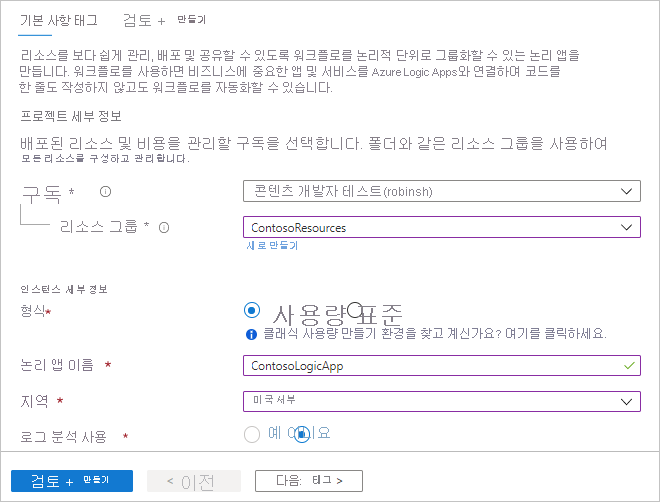 기본 사항 태그 검토 + 만들기
리소스를 보다 쉽게 관리, 배포 및 공유할 수 있도록 워크플로를 논리적 단위로 그룹화할 수 있는 논리 앱을
만듭니다. 워크플로를 사용하면 비즈니스에 중요한 앱 및 서비스를 Azure Logic Apps와 연결하여 코드를
한 줄도 작성하지 않고도 워크플로를 자동화할 수 있습니다.
프로젝트 세부 정보
배포된 리소스 및 비용을 관리할 구독을 선택합니다. 폴더와 같은 리소스 그룹을 사용하여
모든 리소스를 구성하고 관리합니다.
구독 * 콘텐츠 개발자 테스트(robinsh)
리소스 그룹 * ContosoResources
새로 만들기
인스턴스 세부 정보
형식* 사용량 표준
클래식 사용량 만들기 환경을 찾고 계신가요? 여기를 클릭하세요.
논리 앱 이름 * ContosoLogicApp
지역 * 미국 서부
로그 분석 사용 * 예 아니요
검토 + 만들기 < 이전 다음: 태그 >